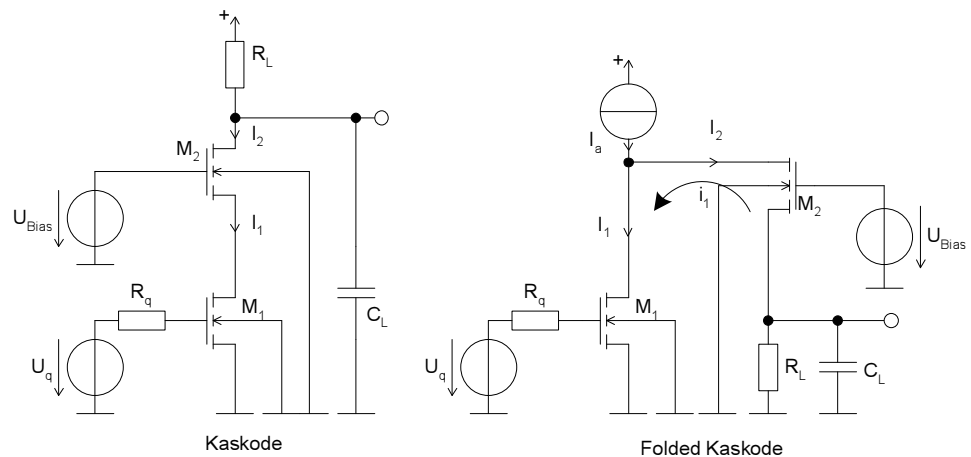 +
R_L
I_2
M_2
U_Bias
I_1
R_q
M_1
U_q
C_L
Kaskode
+
I_a
I_2
i_1
M_2
U_Bias
I_1
R_q
M_1
U_q
R_L
C_L
Folded Kaskode